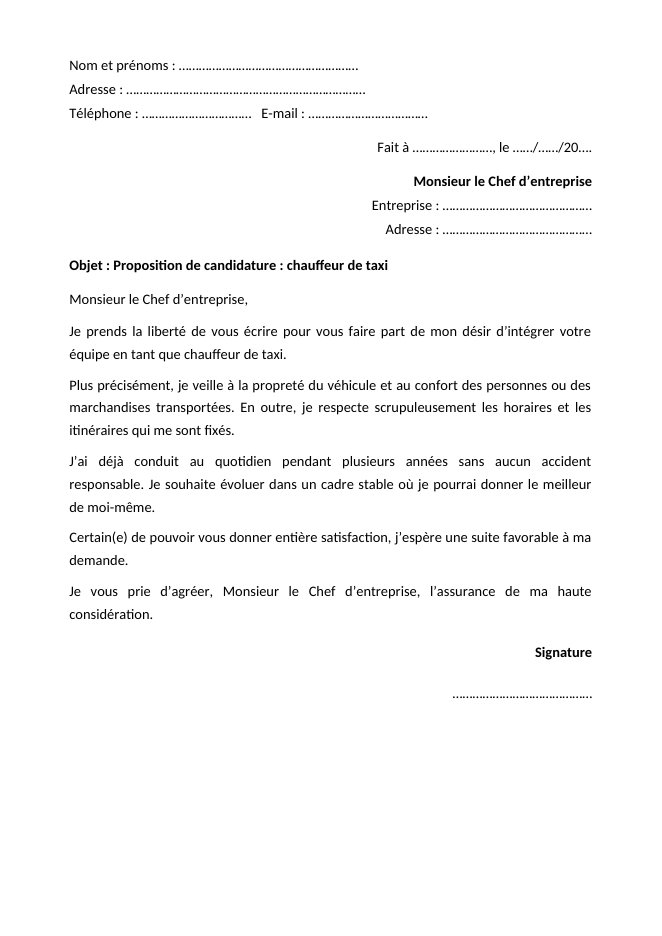 Nom et prénoms : ………………………………………………
Adresse : ………………………………………………………………
Téléphone : ……………………………   E-mail : ………………………………
Fait à ……………………, le ……/……/20….
Monsieur le Chef d’entreprise
Entreprise : ………………………………………
Adresse : ………………………………………
Objet : Proposition de candidature : chauffeur de taxi
Monsieur le Chef d’entreprise,
Je prends la liberté de vous écrire pour vous faire part de mon désir d’intégrer votre
équipe en tant que chauffeur de taxi.
Plus précisément, je veille à la propreté du véhicule et au confort des personnes ou des
marchandises transportées. En outre, je respecte scrupuleusement les horaires et les
itinéraires qui me sont fixés.
J’ai déjà conduit au quotidien pendant plusieurs années sans aucun accident
responsable. Je souhaite évoluer dans un cadre stable où je pourrai donner le meilleur
de moi-même.
Certain(e) de pouvoir vous donner entière satisfaction, j’espère une suite favorable à ma
demande.
Je vous prie d’agréer, Monsieur le Chef d’entreprise, l’assurance de ma haute
considération.
Signature
……………………………………